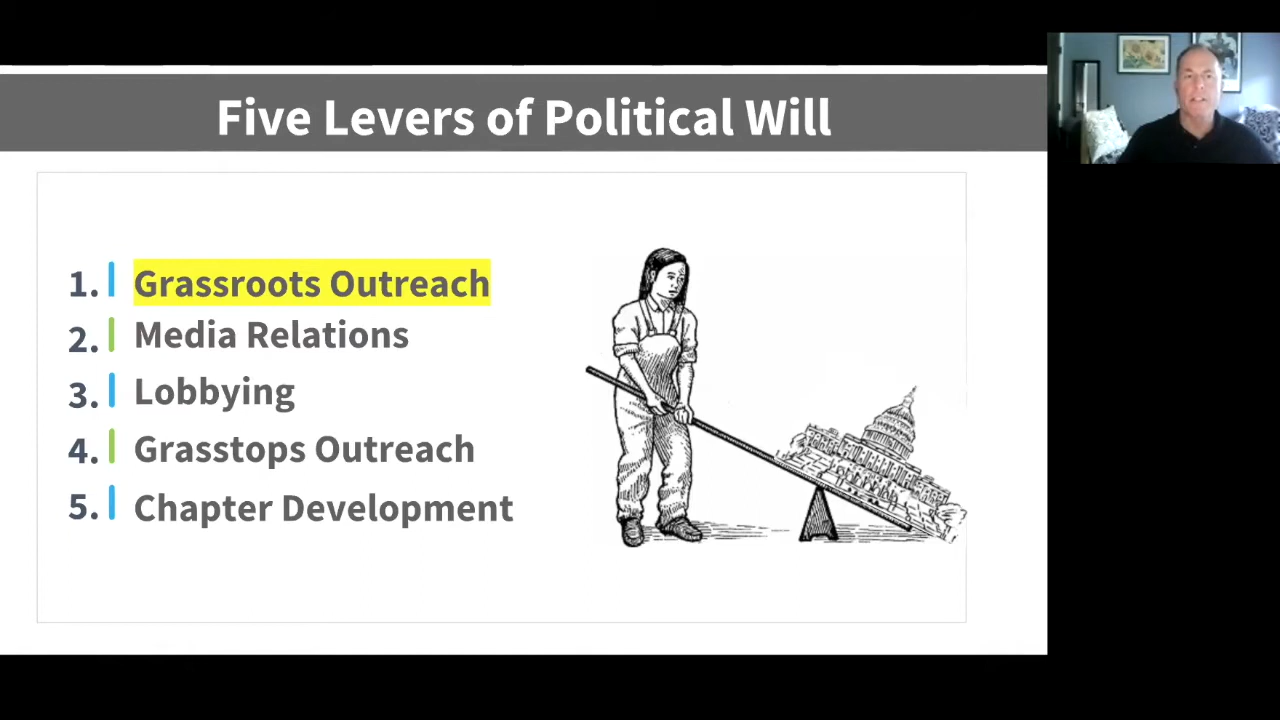 Five Levers of Political Will
1. Grassroots Outreach
2. Media Relations
3. Lobbying
4. Grasstops Outreach
5. Chapter Development